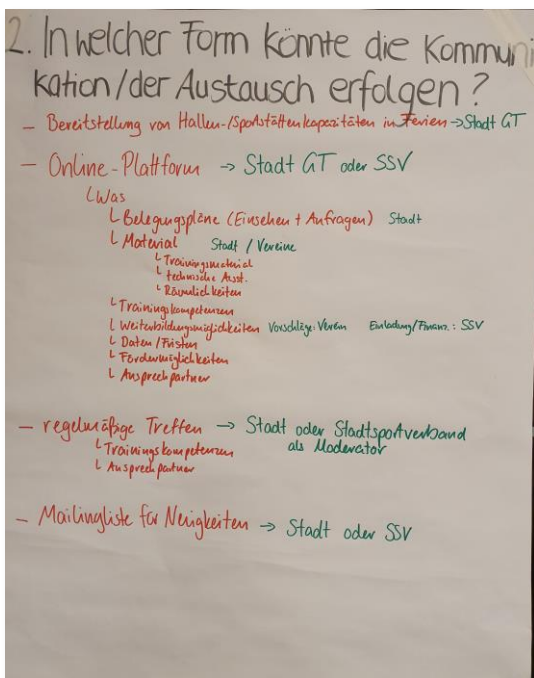 2. In welcher Form könnte die Kommuni
kation/der Austausch erfolgen?
– Bereitstellung von Hallen-/Sportstättenkapazitäten in Ferien → Stadt GT
– Online-Plattform → Stadt GT oder SSV
└ Was
└ Belegungspläne (Einsehen + Anfragen) Stadt
└ Material Stadt / Vereine
└ Trainingsmaterial
└ technische Ausst.
└ Räumlichkeiten
└ Trainingskompetenzen
└ Weiterbildungsmöglichkeiten Vorschläge: Verein Einladung/Finanz.: SSV
└ Daten / Fristen
└ Fördermöglichkeiten
└ Ansprechpartner
– regelmäßige Treffen → Stadt oder Stadtsportverband
als Moderator
└ Trainingskompetenzen
└ Ansprechpartner
– Mailingliste für Neuigkeiten → Stadt oder SSV